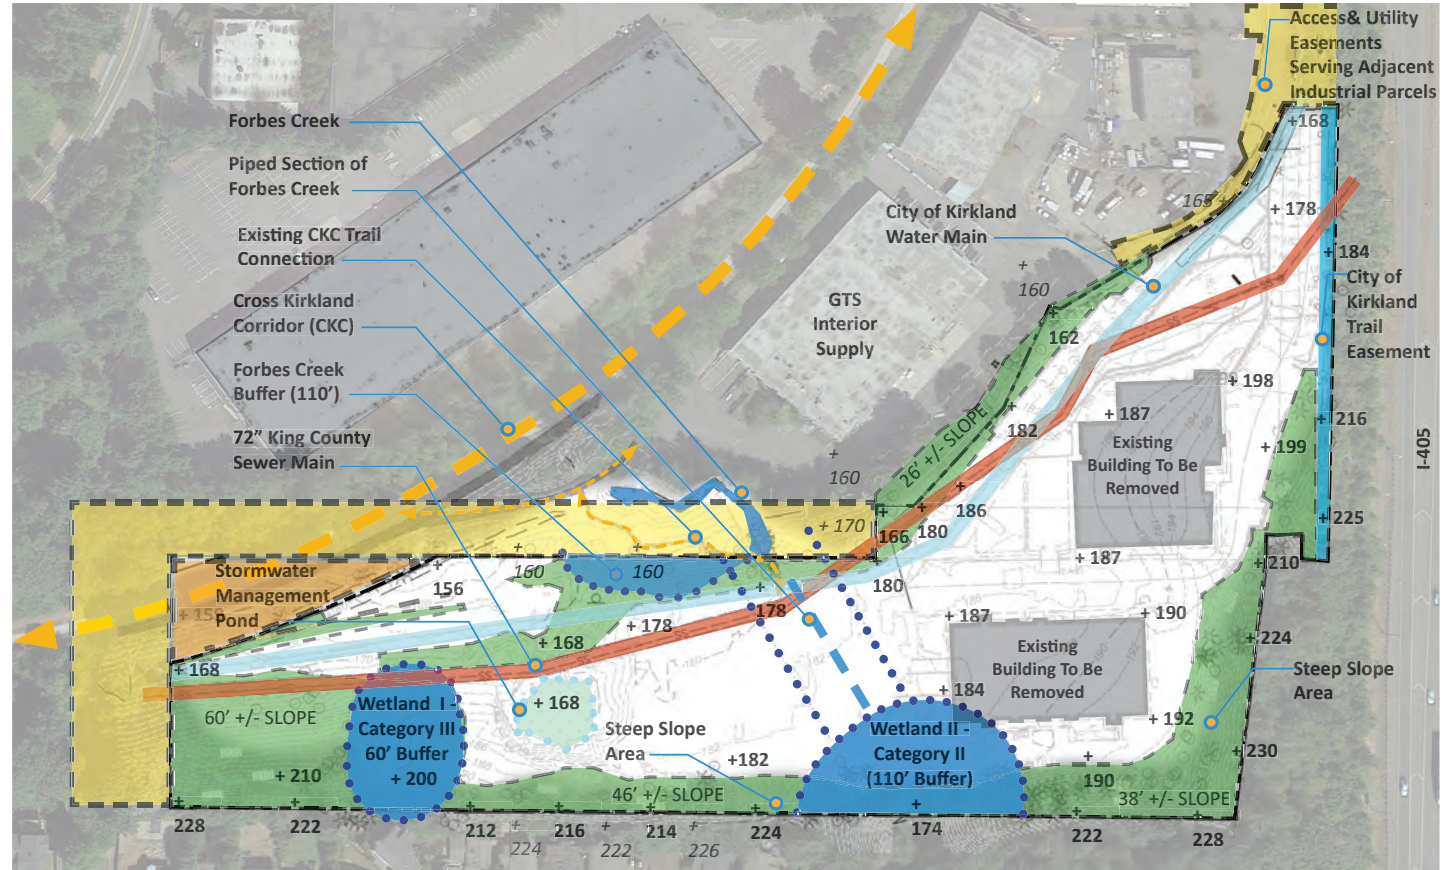 Access& Utility
Easements
Serving Adjacent
Industrial Parcels
Forbes Creek
Piped Section of
Forbes Creek
Existing CKC Trail
Connection
Cross Kirkland
Corridor (CKC)
Forbes Creek
Buffer (110')
72” King County
Sewer Main
City of Kirkland
Water Main
GTS
Interior
Supply
City of
Kirkland
Trail
Easement
I-405
+168
165 +
+ 178
+ 184
+
160
+
162
+ 198
+ 187
+
182
+ 216
+ 199
26' +/- SLOPE
Existing
Building To Be
Removed
+
160
+
186
+
225
+ 170
+
166
+
180
+ 187
+
210
Stormwater
Management
Pond
+
156
+
160
+
160
+
178
+
180
+ 187
+ 190
+ 178
+ 168
+ 224
+ 168
Existing
Building To Be
Removed
Steep Slope
Area
60' +/- SLOPE
Wetland I -
Category III
60' Buffer
+ 200
+ 168
Steep Slope
Area
Wetland II -
Category II
(110' Buffer)
+ 184
+ 192
+ 230
+182
+ 210
+
190
46' +/- SLOPE
38' +/- SLOPE
+
228
+
222
+
212
+
224
+
216
+
222
+
214
+
226
+
224
+
174
+
222
+
228